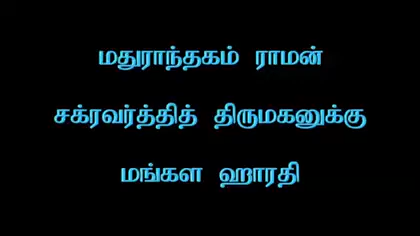 மதுராந்தகம் ராமன்
சக்ரவர்த்தித் திருமகனுக்கு
மங்கள ஹாரதி